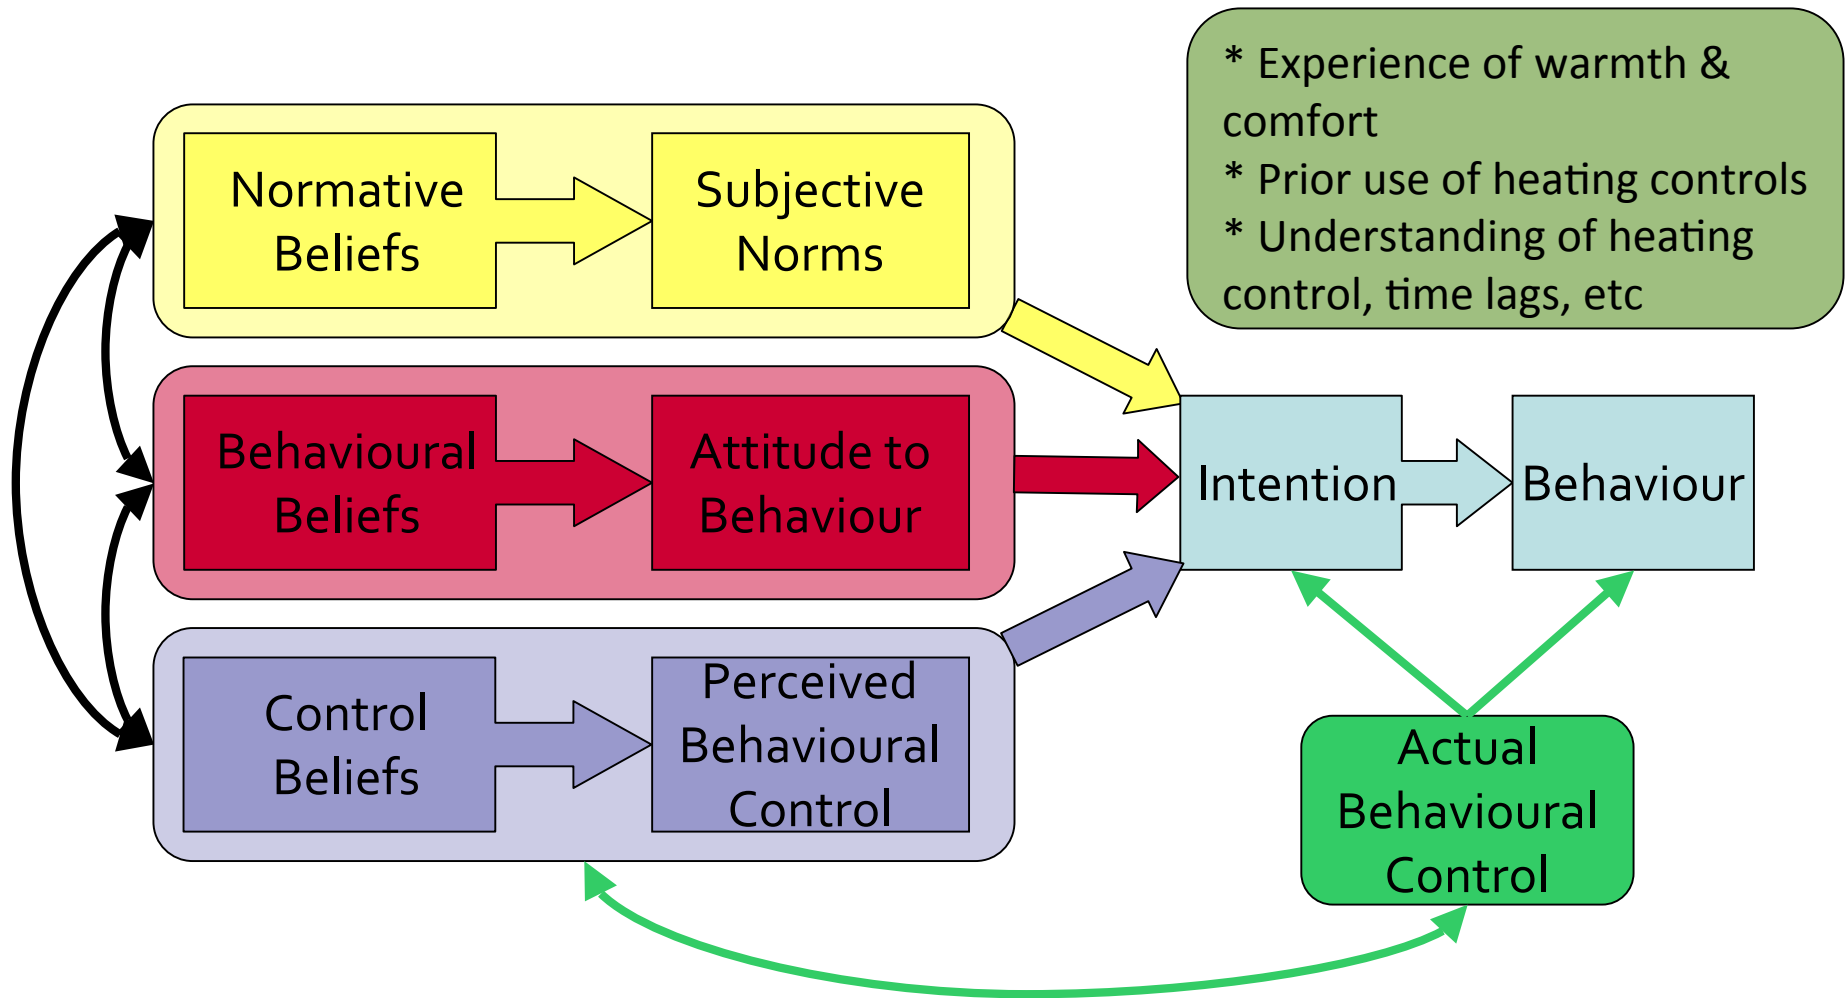 * Experience of warmth &
comfort
* Prior use of heating controls
* Understanding of heating
control, time lags, etc
Normative
Beliefs
Subjective
Norms
Behavioural
Beliefs
Attitude to
Behaviour
Intention
Behaviour
Control
Beliefs
Perceived
Behavioural
Control
Actual
Behavioural
Control